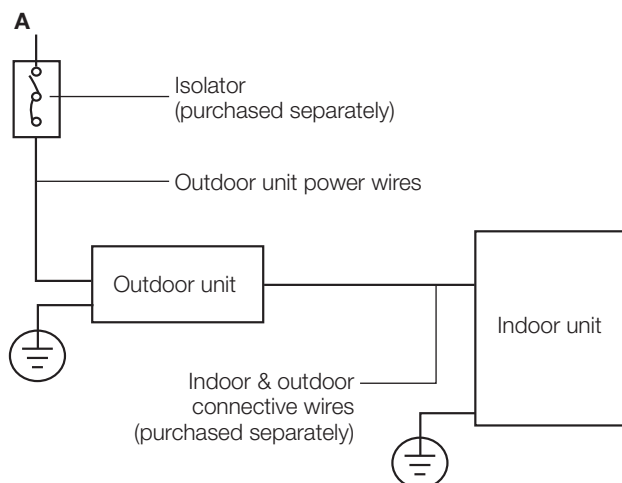 A
Isolator
(purchased separately)
Outdoor unit power wires
Outdoor unit
Indoor unit
Indoor & outdoor
connective wires
(purchased separately)